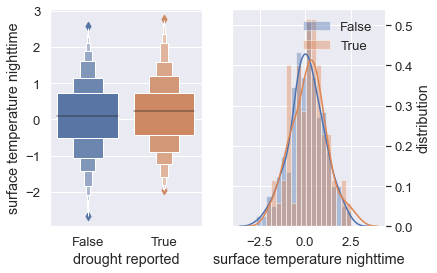 surface temperature nighttime
3
2
1
0
−1
−2
False True
drought reported
False
True
−2.5 0.0 2.5
surface temperature nighttime
0.5
0.4
0.3
0.2
0.1
0.0
distribution